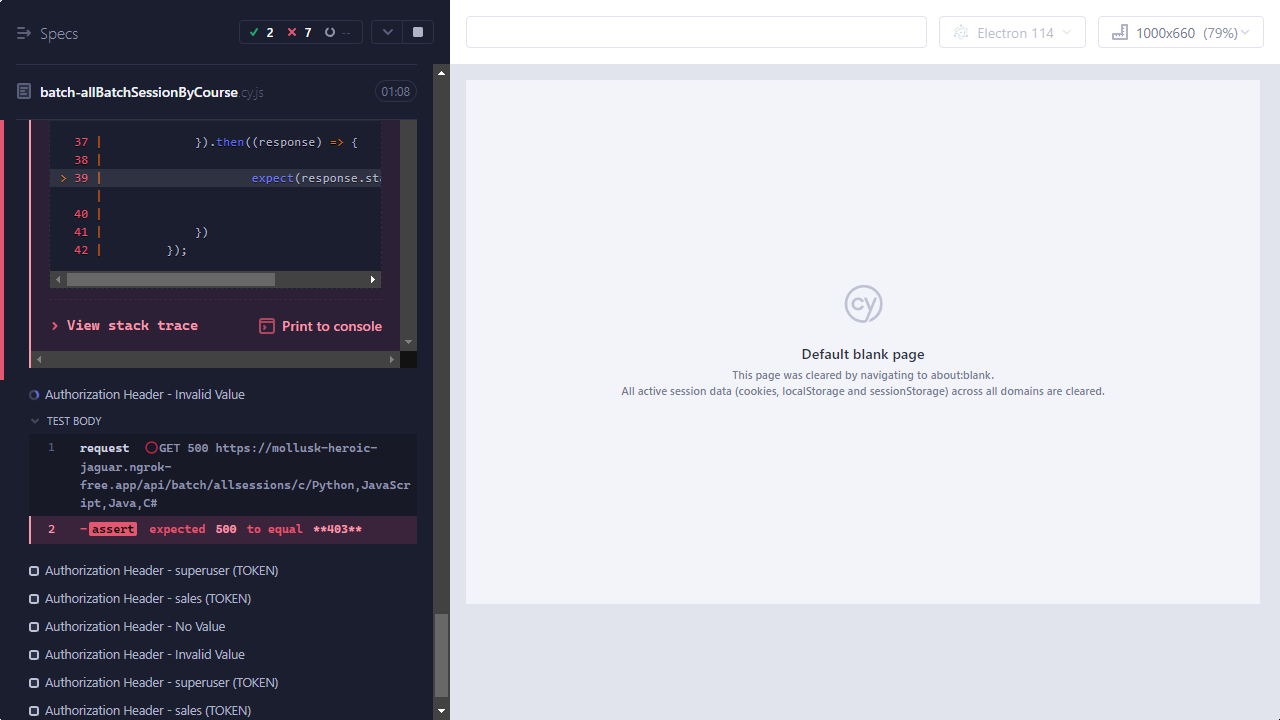 Specs
2
7
--
Electron 114
1000x660 (79%)
batch-allBatchSessionByCourse.cy.js
01:08
37 | }).then((response) => {
38 |
> 39 | expect(response.sta
|
40 |
41 | })
42 | });
View stack trace
Print to console
Authorization Header - Invalid Value
TEST BODY
1 request GET 500 https://mollusk-heroic-
jaguar.ngrok-
free.app/api/batch/allsessions/c/Python,JavaScr
ipt,Java,C#
2 -assert expected 500 to equal **403**
Authorization Header - superuser (TOKEN)
Authorization Header - sales (TOKEN)
Authorization Header - No Value
Authorization Header - Invalid Value
Authorization Header - superuser (TOKEN)
Authorization Header - sales (TOKEN)
cy
Default blank page
This page was cleared by navigating to about:blank.
All active session data (cookies, localStorage and sessionStorage) across all domains are cleared.